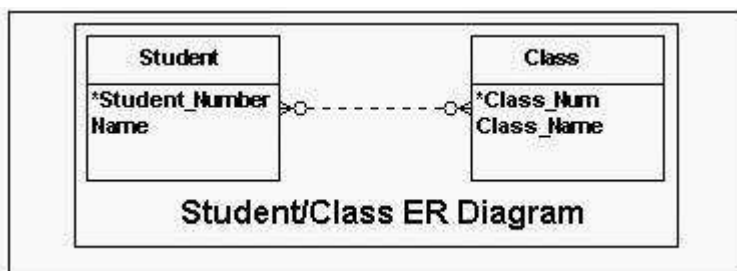 Student
*Student_Number
Name
Class
*Class_Num
Class_Name
Student/Class ER Diagram